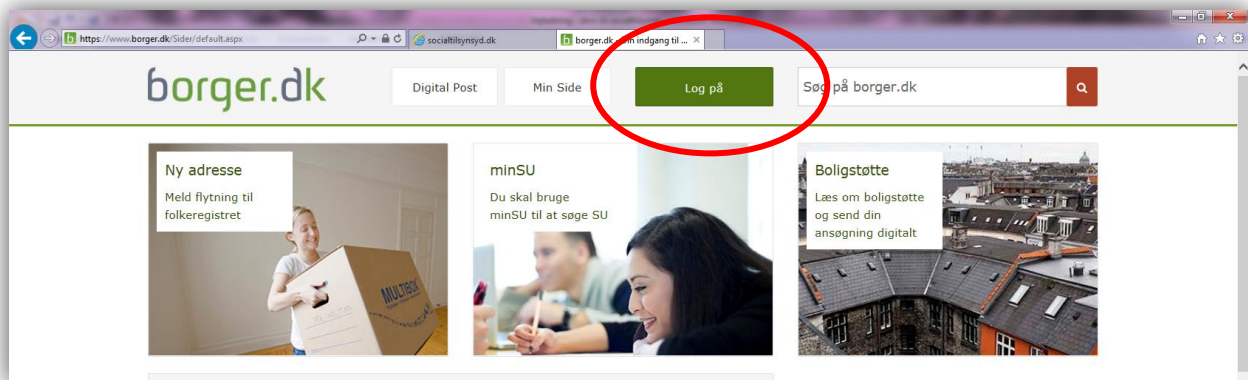 https://www.borger.dk/Sider/default.aspx
socialtilsynsyd.dk
borger.dk
borger.dk
Digital Post
Min Side
Log på
Søg på borger.dk
Ny adresse
Meld flytning til
folkeregistret
minSU
Du skal bruge
minSU til at søge SU
Boligstøtte
Læs om boligstøtte
og send din
ansøgning digitalt
MULTIBOX